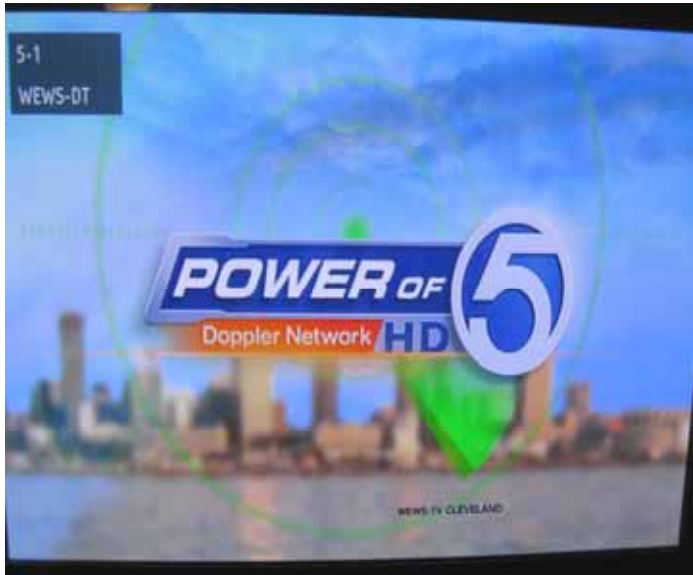 5-1
WEWS-DT
POWER OF 5
Doppler Network HD
WEWS-TV CLEVELAND